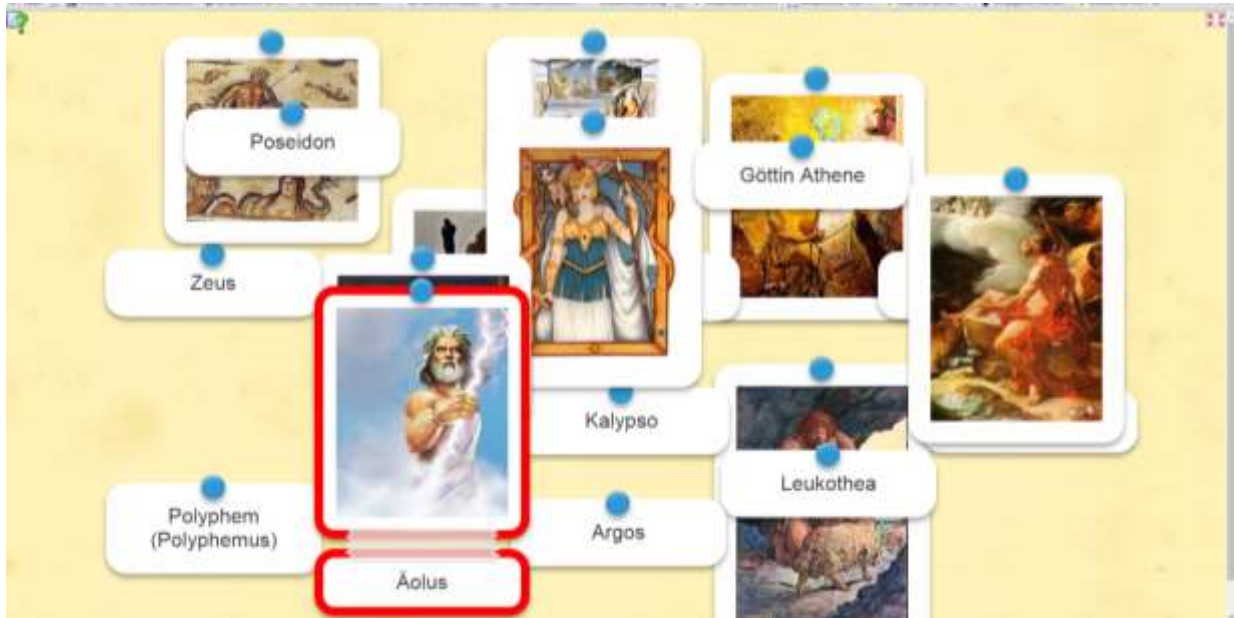 Poseidon
Göttin Athene
Zeus
Kalypso
Leukothea
Polyphem
(Polyphemus)
Argos
Äolus